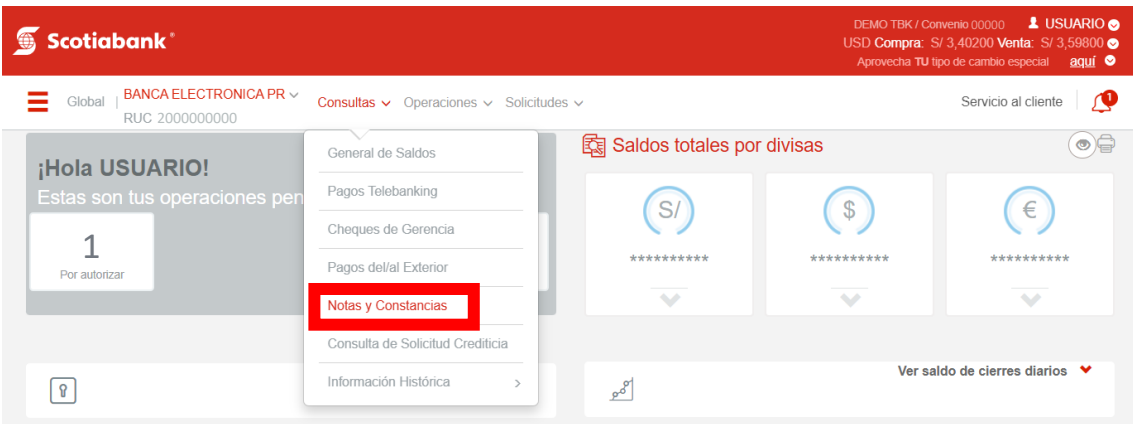 Scotiabank
DEMO TBK / Convenio 00000 USUARIO
USD Compra: S/ 3,40200 Venta: S/ 3,59800
Aprovecha TU tipo de cambio especial aquí
Global | BANCA ELECTRONICA PR
RUC 2000000000
Consultas Operaciones Solicitudes
Servicio al cliente
1
¡Hola USUARIO!
Estas son tus operaciones pen
1
Por autorizar
General de Saldos
Pagos Telebanking
Cheques de Gerencia
Pagos del/al Exterior
Notas y Constancias
Consulta de Solicitud Crediticia
Información Histórica >
Saldos totales por divisas
S/
**********
$
**********
€
**********
Ver saldo de cierres diarios